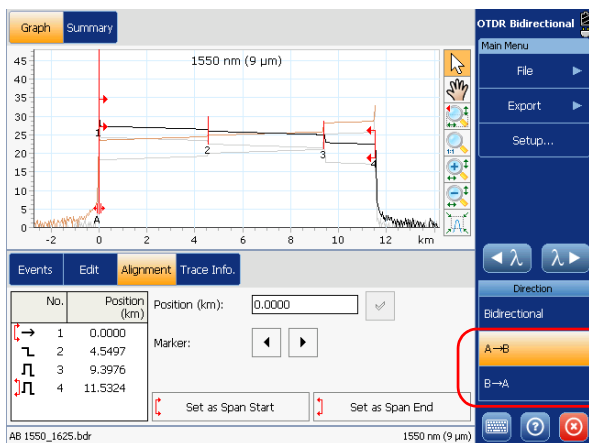 Graph Summary
OTDR Bidirectional
Main Menu
File
Export
Setup...
1550 nm (9 µm)
45
40
35
30
25
20
15
10
5
0
1
2
3
4
A
-2 0 2 4 6 8 10 12 km
1:1
λ λ
Direction
Bidirectional
A→B
B→A
Events Edit Alignment Trace Info.
No. Position (km)
1 0.0000
2 4.5497
3 9.3976
4 11.5324
Position (km): 0.0000
Marker:
Set as Span Start Set as Span End
AB 1550_1625.bdr 1550 nm (9 µm)